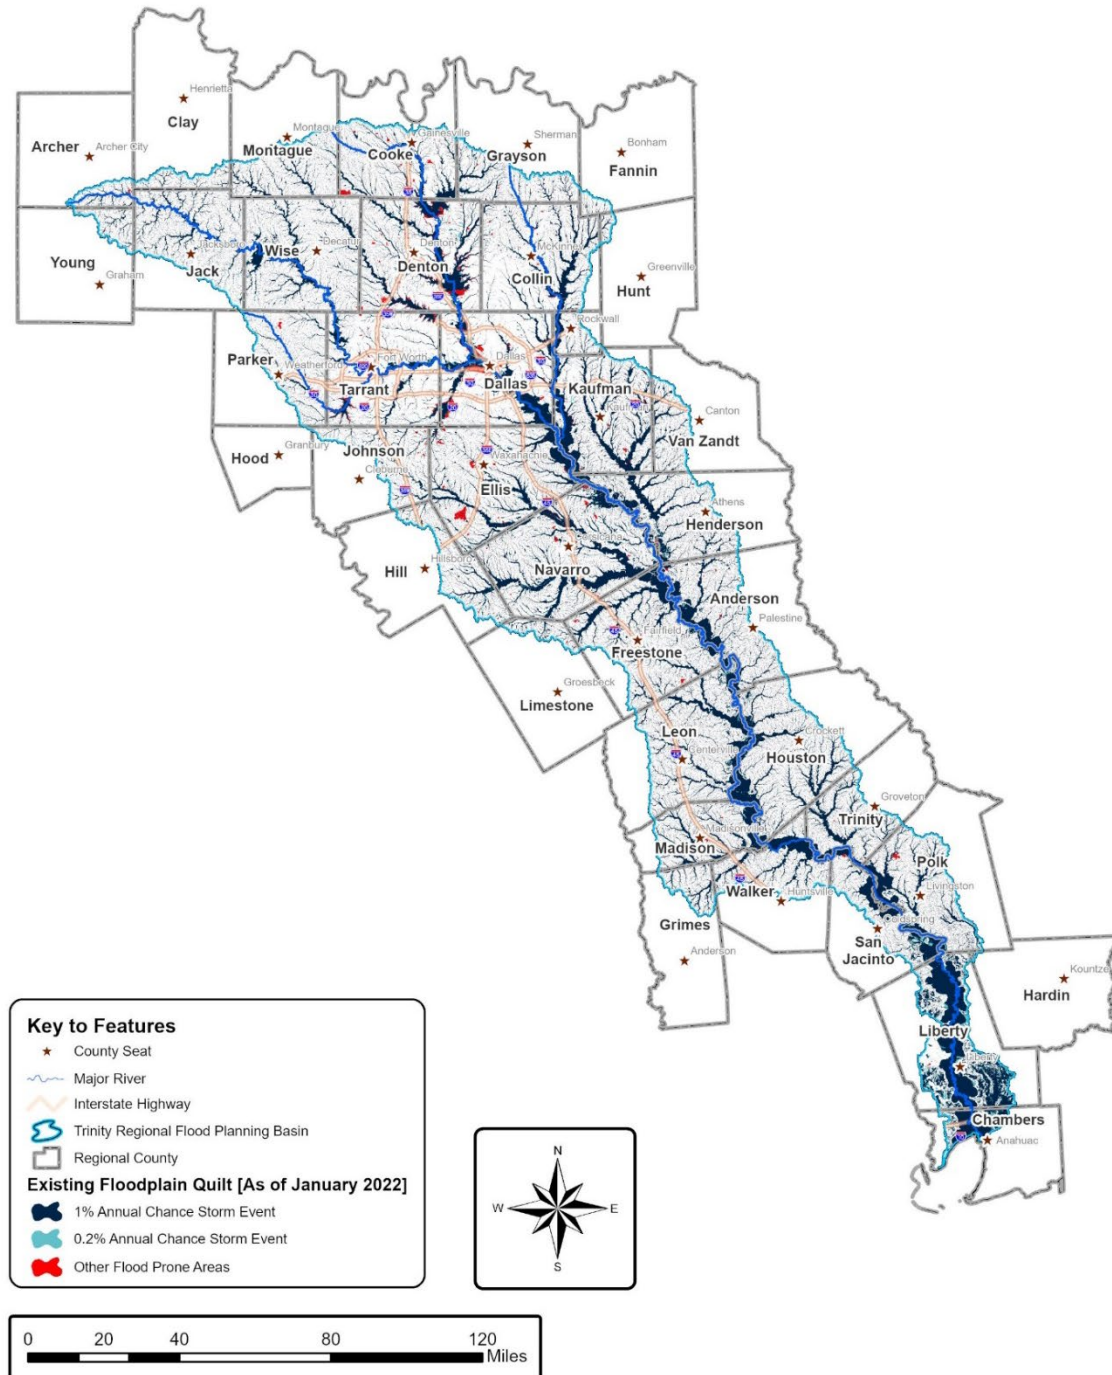 Henrietta
Clay
Archer
Archer City
Montague
Montague
Gainesville
Cooke
Sherman
Grayson
Bonham
Fannin
Young
Graham
Jacksboro
Jack
Wise
Decatur
Denton
Denton
McKinney
Collin
Greenville
Hunt
Rockwall
Parker
Weatherford
Fort Worth
Tarrant
Dallas
Dallas
Kaufman
Kaufman
Canton
Van Zandt
Granbury
Hood
Johnson
Cleburne
Waxahachie
Ellis
Athens
Henderson
Hillsboro
Hill
Corsicana
Navarro
Anderson
Palestine
Fairfield
Freestone
Groesbeck
Limestone
Leon
Centerville
Crockett
Houston
Groveton
Trinity
Madisonville
Madison
Polk
Livingston
Walker
Huntsville
Coldspring
Grimes
San
Jacinto
Anderson
Kountze
Hardin
Liberty
Liberty
Chambers
Anahuac
Key to Features
County Seat
Major River
Interstate Highway
Trinity Regional Flood Planning Basin
Regional County
Existing Floodplain Quilt [As of January 2022]
1% Annual Chance Storm Event
0.2% Annual Chance Storm Event
Other Flood Prone Areas
N
W E
S
0 20 40 80 120
Miles